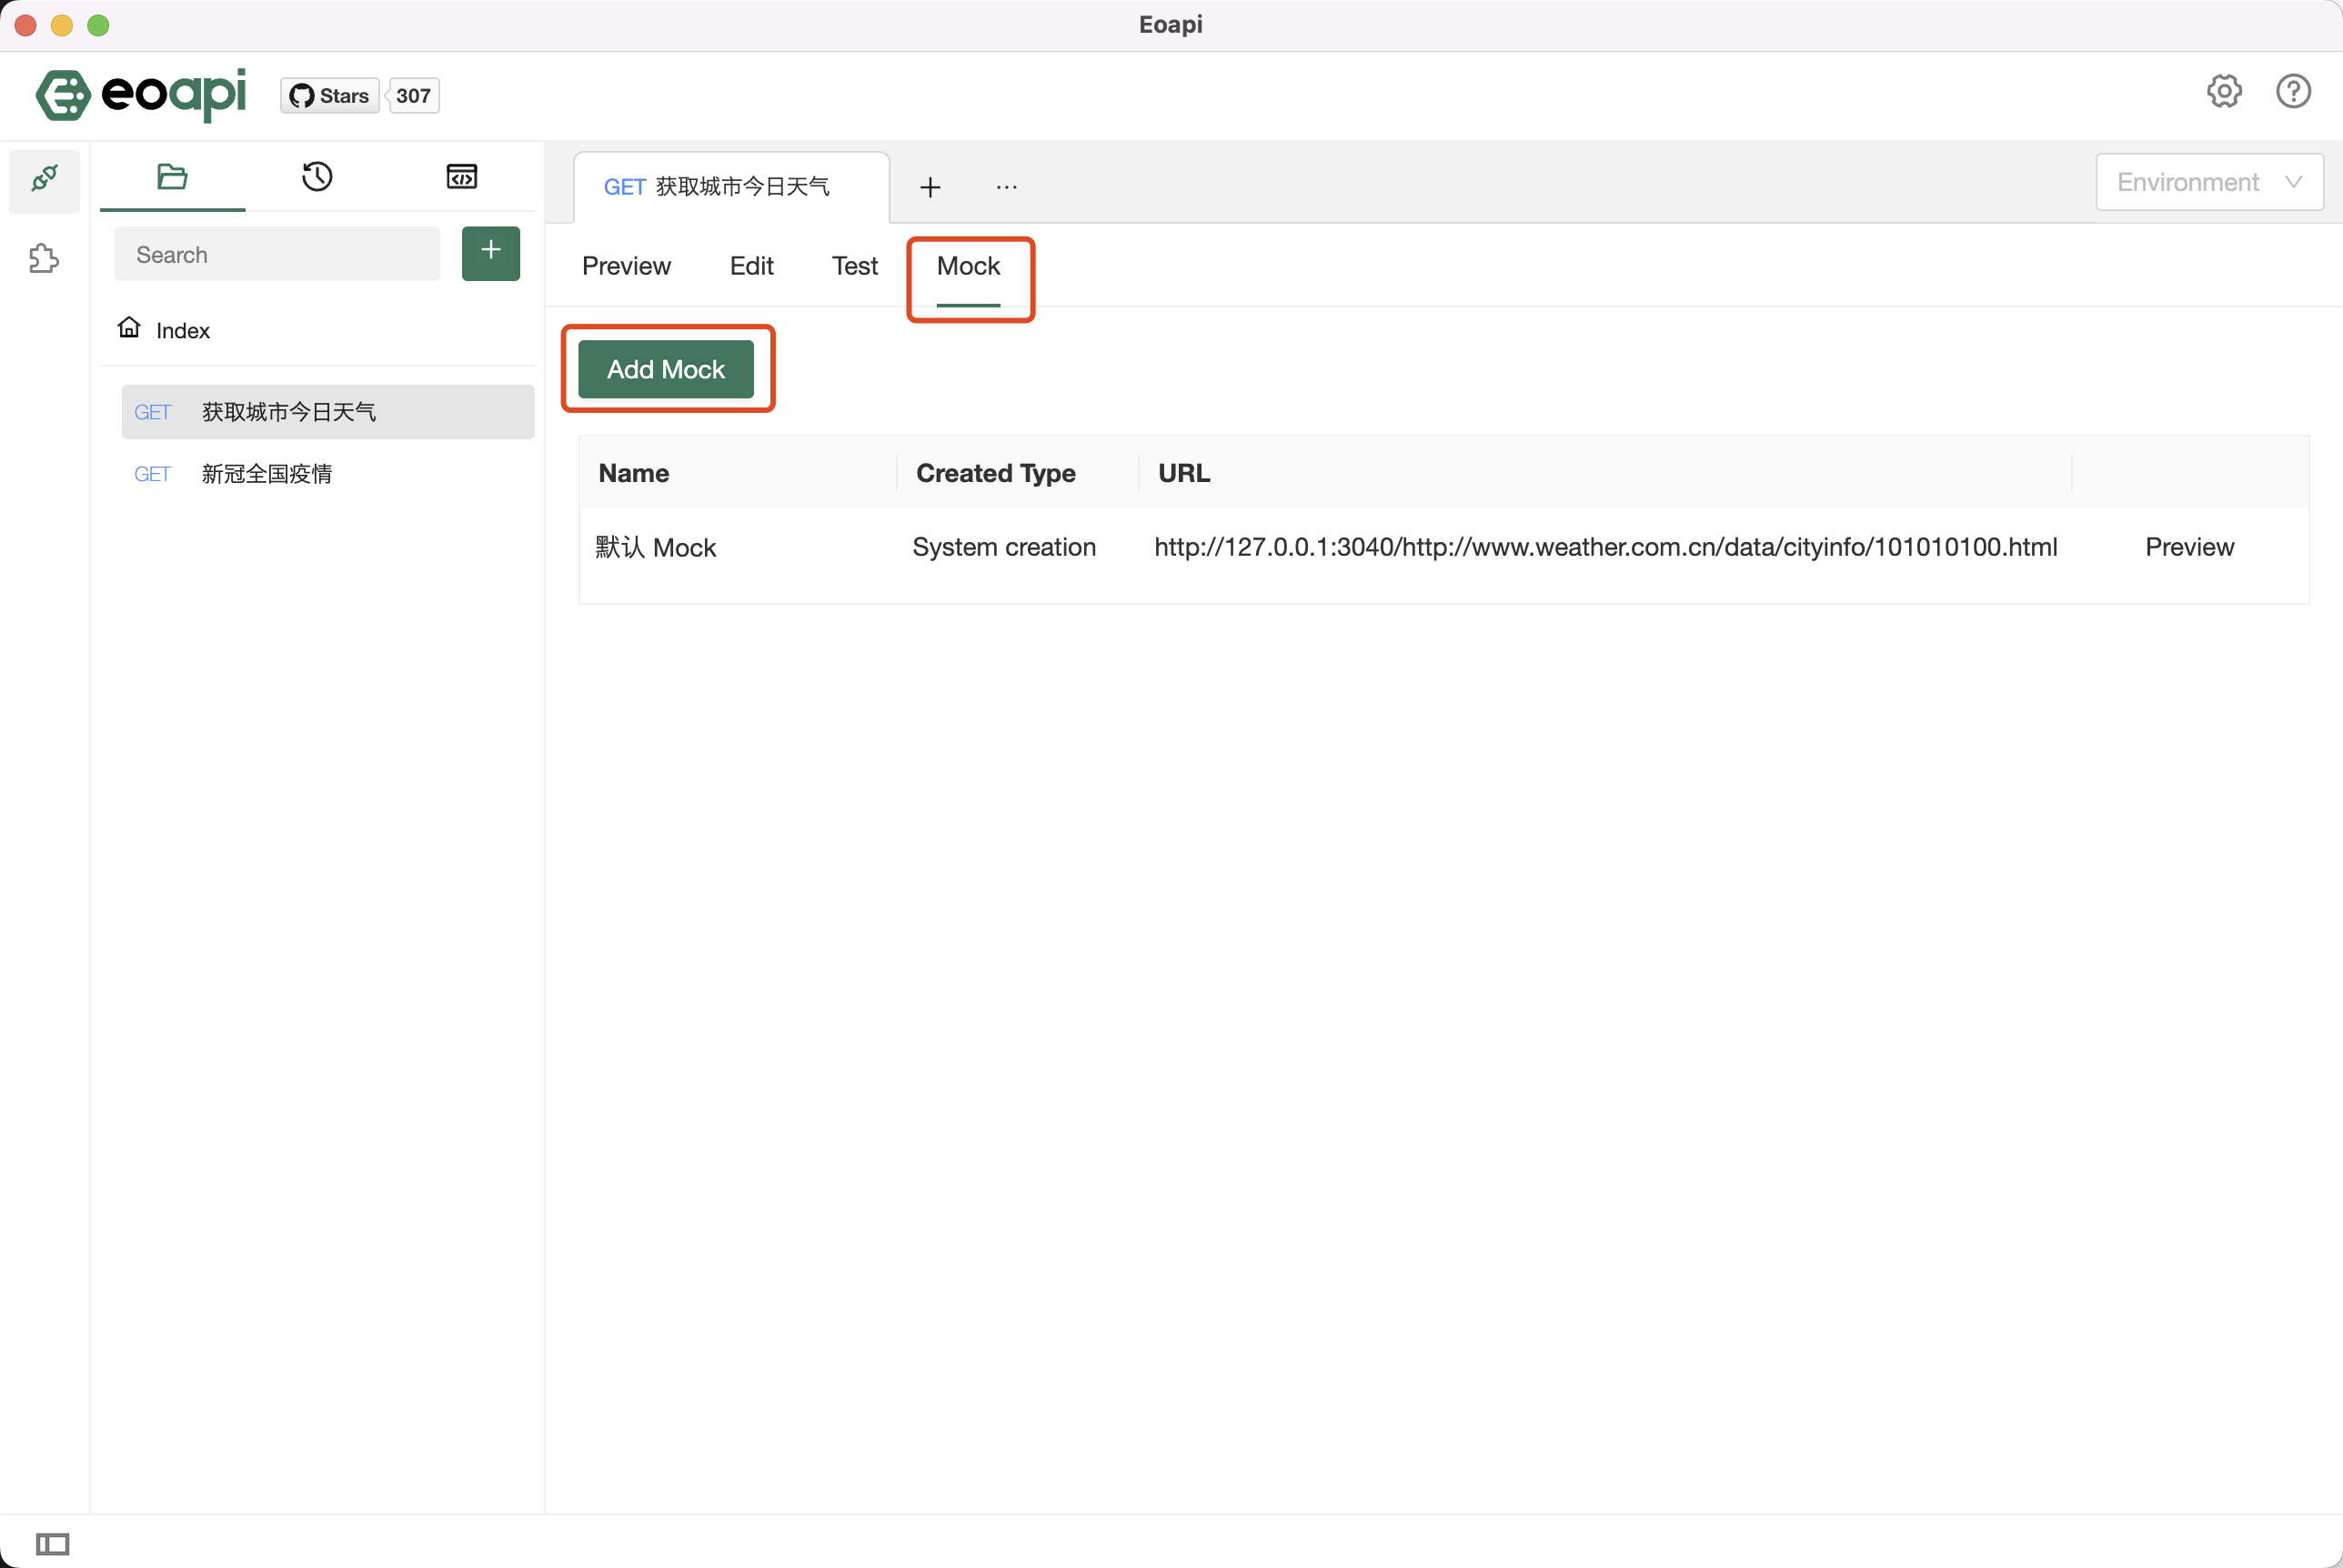 Eoapi
eoapi
Stars
307
GET 获取城市今日天气
Environment
Search
Preview
Edit
Test
Mock
Index
Add Mock
GET 获取城市今日天气
GET 新冠全国疫情
Name
Created Type
URL
默认 Mock
System creation
http://127.0.0.1:3040/http://www.weather.com.cn/data/cityinfo/101010100.html
Preview